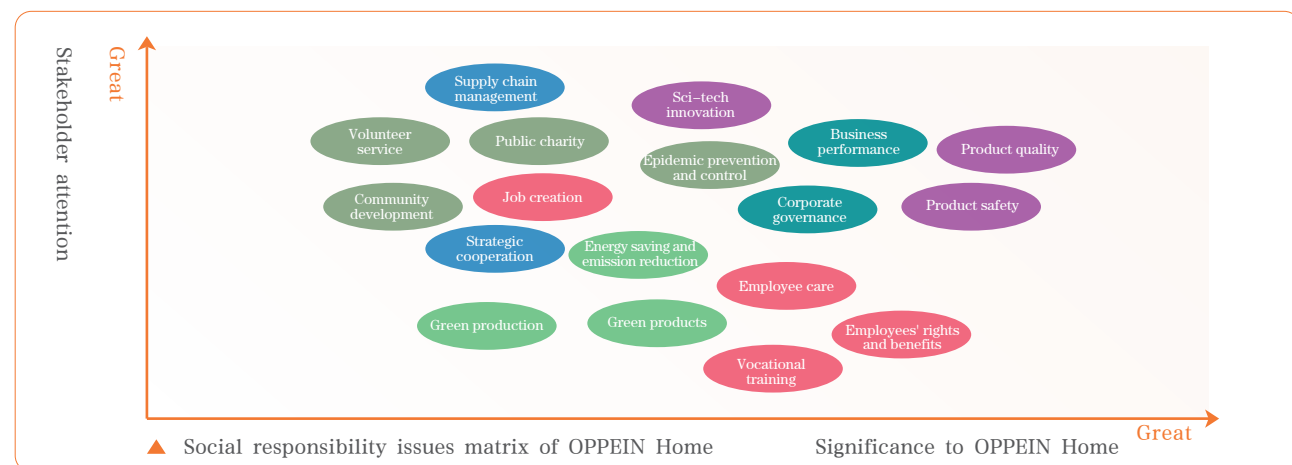 Stakeholder attention
Great
Supply chain
management
Sci-tech
innovation
Volunteer
service
Public charity
Business
performance
Product quality
Epidemic prevention
and control
Community
development
Job creation
Corporate
governance
Product safety
Strategic
cooperation
Energy saving and
emission reduction
Employee care
Green production
Green products
Employees' rights
and benefits
Vocational
training
Great
Social responsibility issues matrix of OPPEIN Home
Significance to OPPEIN Home